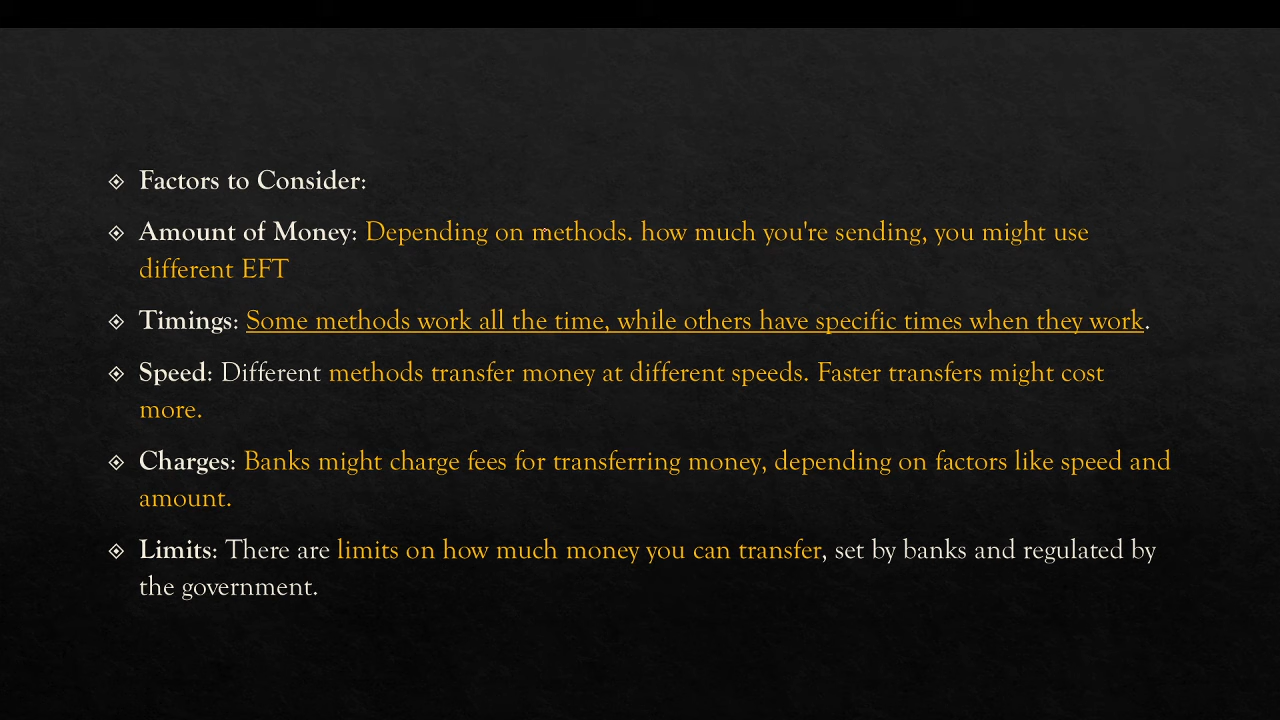 Factors to Consider:
Amount of Money: Depending on methods. how much you're sending, you might use
different EFT
Timings: Some methods work all the time, while others have specific times when they work.
Speed: Different methods transfer money at different speeds. Faster transfers might cost
more.
Charges: Banks might charge fees for transferring money, depending on factors like speed and
amount.
Limits: There are limits on how much money you can transfer, set by banks and regulated by
the government.